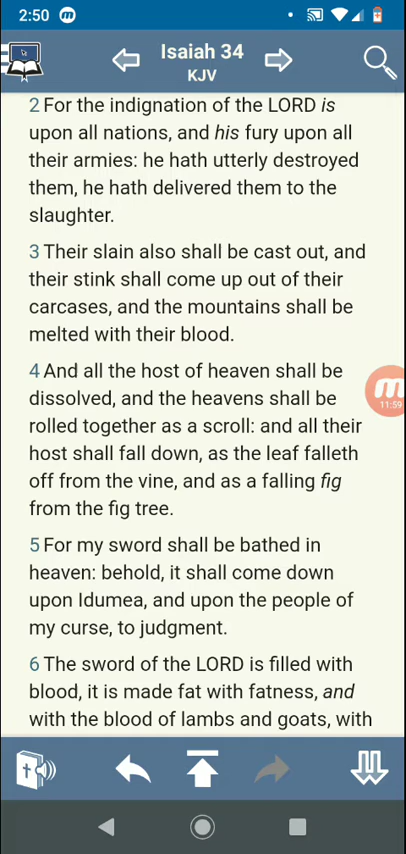 2:50
Isaiah 34
KJV
2 For the indignation of the LORD is
upon all nations, and his fury upon all
their armies: he hath utterly destroyed
them, he hath delivered them to the
slaughter.
3 Their slain also shall be cast out, and
their stink shall come up out of their
carcases, and the mountains shall be
melted with their blood.
4 And all the host of heaven shall be
dissolved, and the heavens shall be
rolled together as a scroll: and all their
host shall fall down, as the leaf falleth
off from the vine, and as a falling fig
from the fig tree.
11:59
5 For my sword shall be bathed in
heaven: behold, it shall come down
upon Idumea, and upon the people of
my curse, to judgment.
6 The sword of the LORD is filled with
blood, it is made fat with fatness, and
with the blood of lambs and goats, with